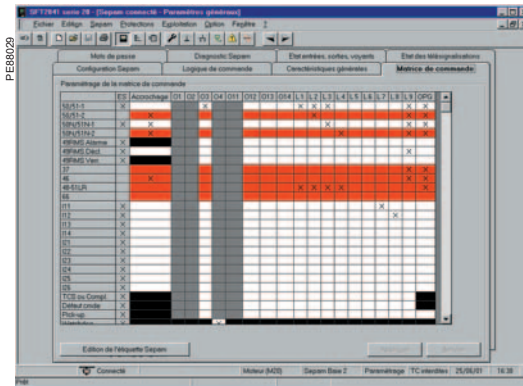 PE88029
SFT2841 serie 20 - [Sepam connecté - Paramètres généraux]
Fichier Edition Sepam Protections Exploitation Option Fenêtre ?
Mots de passe Diagnostic Sepam Etat entrées, sorties, voyants Etat des télésignalisations
Configuration Sepam Logique de commande Caractéristiques générales Matrice de commande
Paramétrage de la matrice de commande
ES Accrochage O1 O2 O3 O4 O11 O12 O13 O14 L1 L2 L3 L4 L5 L6 L7 L8 L9 OPG
50/51-1 X X X X X X X
50/51-2 X X X X
50N/51N-1 X X X X X
50N/51N-2 X X X X
49RMS Alarme X
49RMS Décl. X X
49RMS Verr. X
37 X X
46 X X X
48-51LR X X X X X
66
I11 X X
I12 X X
I13 X
I14 X
I21 X
I22 X
I23 X
I24 X
I25 X
I26 X
TCS ou Compl. X
Défaut cmde X
Pick-up X
Edition de l'étiquette Sepam
Connecté Moteur (M20) Sepam Base 2 Paramétrage TC interdites 25/06/01 16:38
Prêt